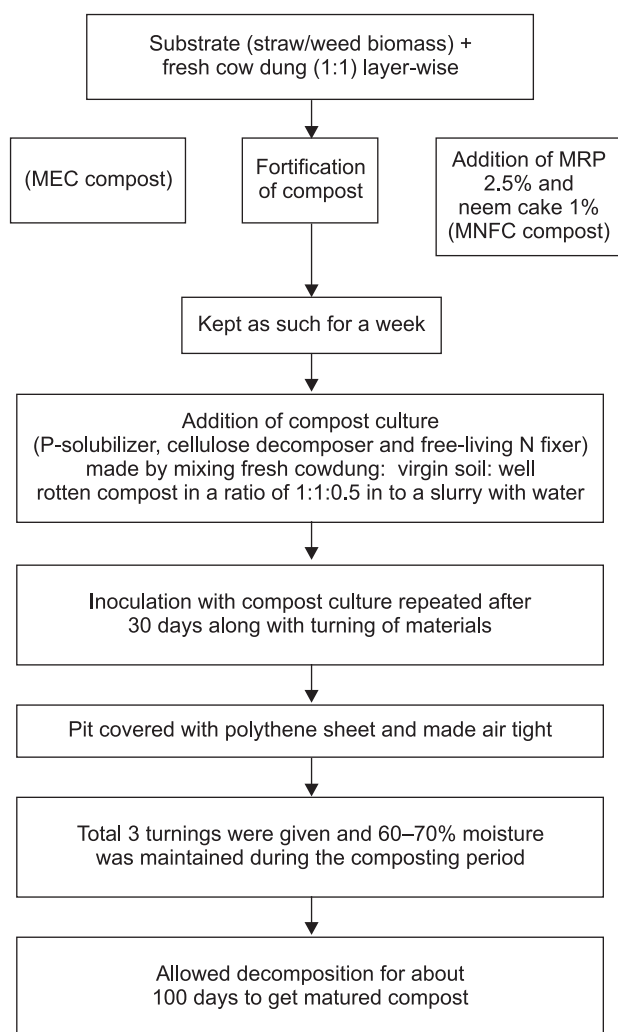 Substrate (straw/weed biomass) +
fresh cow dung (1:1) layer-wise
(MEC compost)
Fortification
of compost
Addition of MRP
2.5% and
neem cake 1%
(MNFC compost)
Kept as such for a week
Addition of compost culture
(P-solubilizer, cellulose decomposer and free-living N fixer)
made by mixing fresh cowdung: virgin soil: well
rotten compost in a ratio of 1:1:0.5 in to a slurry with water
Inoculation with compost culture repeated after
30 days along with turning of materials
Pit covered with polythene sheet and made air tight
Total 3 turnings were given and 60–70% moisture
was maintained during the composting period
Allowed decomposition for about
100 days to get matured compost